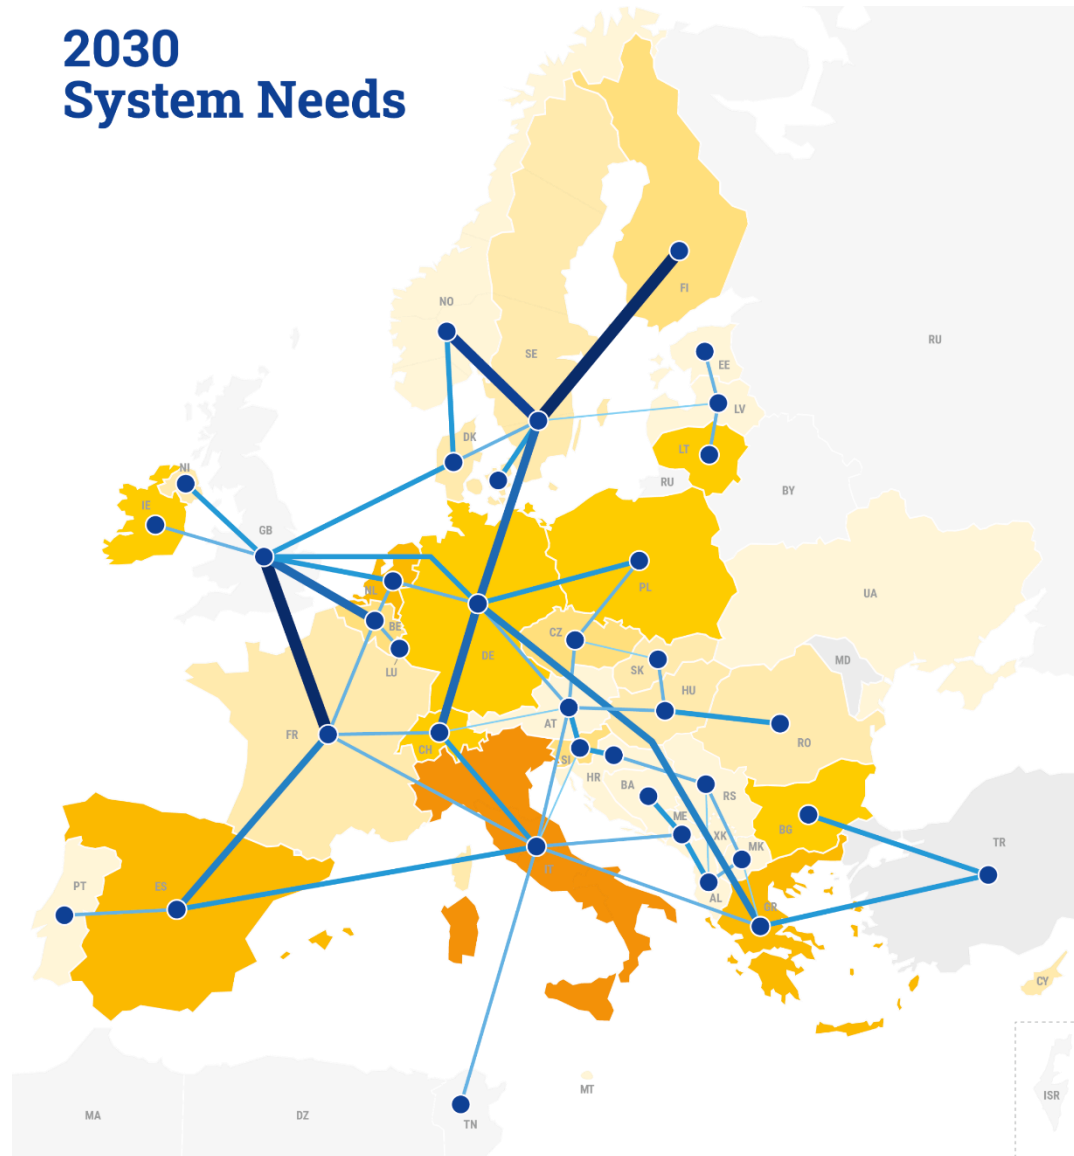 2030
System Needs
FI
NO
RU
SE
EE
LV
DK
LT
NI
RU
BY
IE
GB
PL
NL
UA
BE
CZ
DE
MD
SK
LU
HU
AT
FR
RO
CH
SI
HR
BA
RS
ME
XK
BG
MK
TR
IT
PT
ES
AL
GR
CY
MT
ISR
MA
DZ
TN